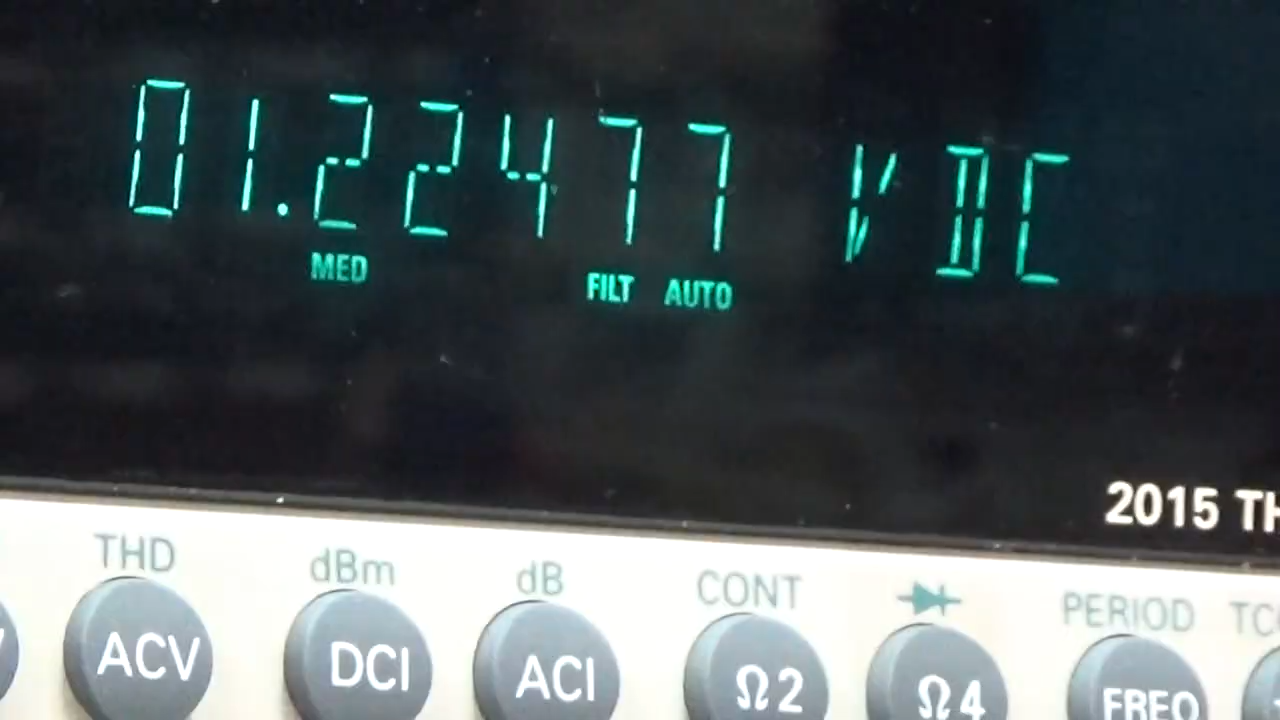 01.22477 VDC
MED FILT AUTO
2015 TH
THD dBm dB CONT PERIOD TC
ACV DCI ACI Ω2 Ω4 FREQ